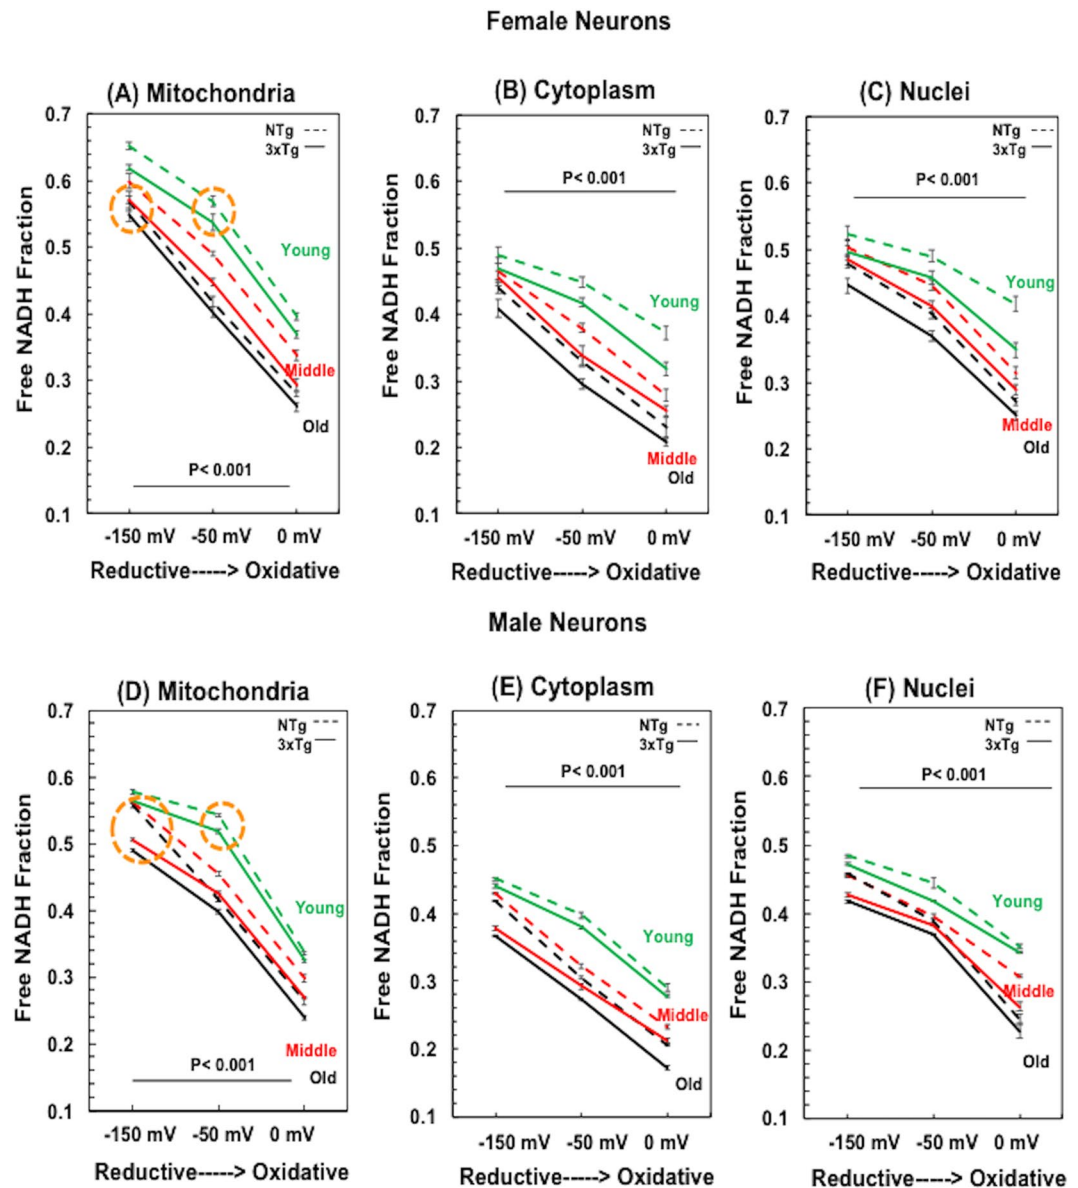 Female Neurons
(A) Mitochondria
0.7
0.6
0.5
0.4
0.3
0.2
0.1
Free NADH Fraction
NTg
3xTg
Young
Middle
Old
P< 0.001
-150 mV -50 mV 0 mV
Reductive-----> Oxidative
(B) Cytoplasm
0.7
0.6
0.5
0.4
0.3
0.2
0.1
Free NADH Fraction
NTg
3xTg
P< 0.001
Young
Middle
Old
-150 mV -50 mV 0 mV
Reductive-----> Oxidative
(C) Nuclei
0.7
0.6
0.5
0.4
0.3
0.2
0.1
Free NADH Fraction
NTg
3xTg
P< 0.001
Young
Middle
Old
-150 mV -50 mV 0 mV
Reductive-----> Oxidative
Male Neurons
(D) Mitochondria
0.7
0.6
0.5
0.4
0.3
0.2
0.1
Free NADH Fraction
NTg
3xTg
Young
Middle
P< 0.001
Old
-150 mV -50 mV 0 mV
Reductive-----> Oxidative
(E) Cytoplasm
0.7
0.6
0.5
0.4
0.3
0.2
0.1
Free NADH Fraction
NTg
3xTg
P< 0.001
Young
Middle
Old
-150 mV -50 mV 0 mV
Reductive-----> Oxidative
(F) Nuclei
0.7
0.6
0.5
0.4
0.3
0.2
0.1
Free NADH Fraction
NTg
3xTg
P< 0.001
Young
Middle
Old
-150 mV -50 mV 0 mV
Reductive-----> Oxidative